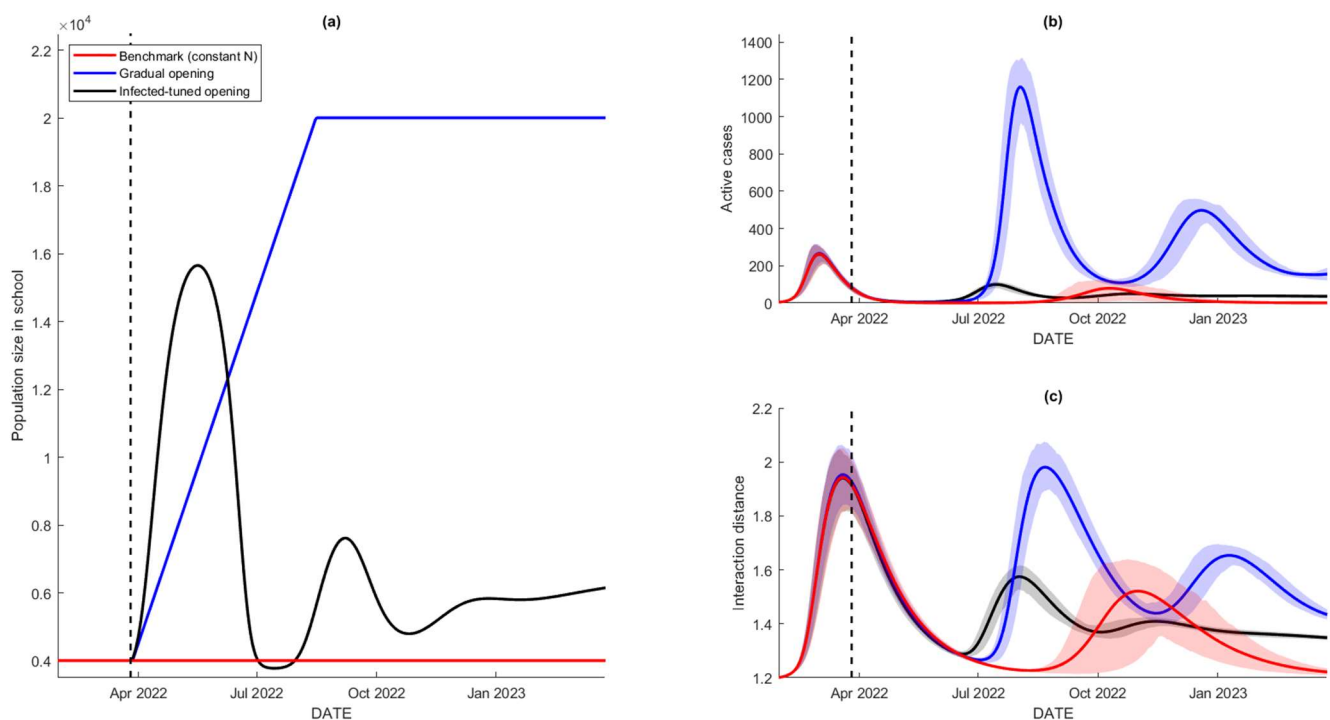 (a)
×10⁴
2.2
2
1.8
1.6
1.4
1.2
1
0.8
0.6
0.4
Population size in school
Benchmark (constant N)
Gradual opening
Infected-tuned opening
Apr 2022 Jul 2022 Oct 2022 Jan 2023
DATE
(b)
1400
1200
1000
800
600
400
200
0
Active cases
Apr 2022 Jul 2022 Oct 2022 Jan 2023
DATE
(c)
2.2
2
1.8
1.6
1.4
1.2
Interaction distance
Apr 2022 Jul 2022 Oct 2022 Jan 2023
DATE